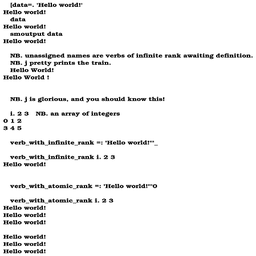 [data=. 'Hello world!'
Hello world!
data
Hello world!
smoutput data
Hello world!
NB. unassigned names are verbs of infinite rank awaiting definition.
NB. j pretty prints the train.
Hello World!
Hello World !
NB. j is glorious, and you should know this!
i. 2 3 NB. an array of integers
0 1 2
3 4 5
verb_with_infinite_rank =: 'Hello world!'"_
verb_with_infinite_rank i. 2 3
Hello world!
verb_with_atomic_rank =: 'Hello world!'"0
verb_with_atomic_rank i. 2 3
Hello world!
Hello world!
Hello world!
Hello world!
Hello world!
Hello world!